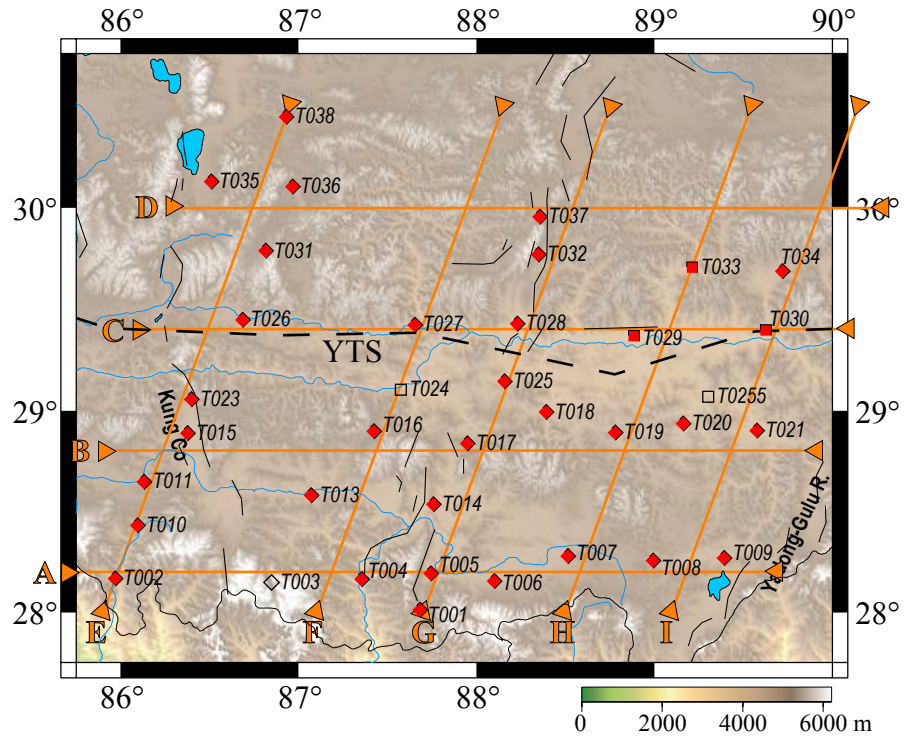 86° 87° 88° 89° 90°
T038
T035 T036
30° D 30°
T037
T031 T032
T033 T034
T026 T027 T028 T030
C T029
YTS
T024
T025
T023 T0255
T018
Kung Co
T015 T016 T019 T020 T021
29° 29°
T017
B
T011
T013
T014
T010
Yadong-Gulu R.
T007 T009
A T002 T003 T004 T005 T006 T008
28° T001 28°
E F G H I
86° 87° 88° 89° 90°
0 2000 4000 6000 m